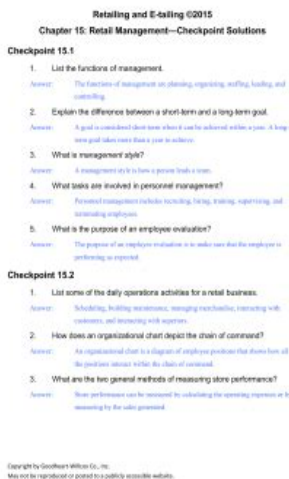 Retailing and E-tailing ©2015
Chapter 15: Retail Management—Checkpoint Solutions
Checkpoint 15.1
1. List the functions of management.
Answer: The functions of management are planning, organizing, staffing, leading, and
controlling.
2. Explain the difference between a short-term and a long-term goal.
Answer: A goal is considered short-term when it can be achieved within a year. A long-
term goal takes more than a year to achieve.
3. What is management style?
Answer: A management style is how a person leads a team.
4. What tasks are involved in personnel management?
Answer: Personnel management includes recruiting, hiring, training, supervising, and
terminating employees.
5. What is the purpose of an employee evaluation?
Answer: The purpose of an employee evaluation is to make sure that the employee is
performing as expected.
Checkpoint 15.2
1. List some of the daily operations activities for a retail business.
Answer: Scheduling, building maintenance, managing merchandise, interacting with
customers, and interacting with superiors.
2. How does an organizational chart depict the chain of command?
Answer: An organizational chart is a diagram of employee positions that shows how all
the positions interact within the chain of command.
3. What are the two general methods of measuring store performance?
Answer: Store performance can be measured by calculating the operating expenses or by
measuring by the sales generated.
Copyright by Goodheart-Willcox Co., Inc.
May not be reproduced or posted to a publicly accessible website.